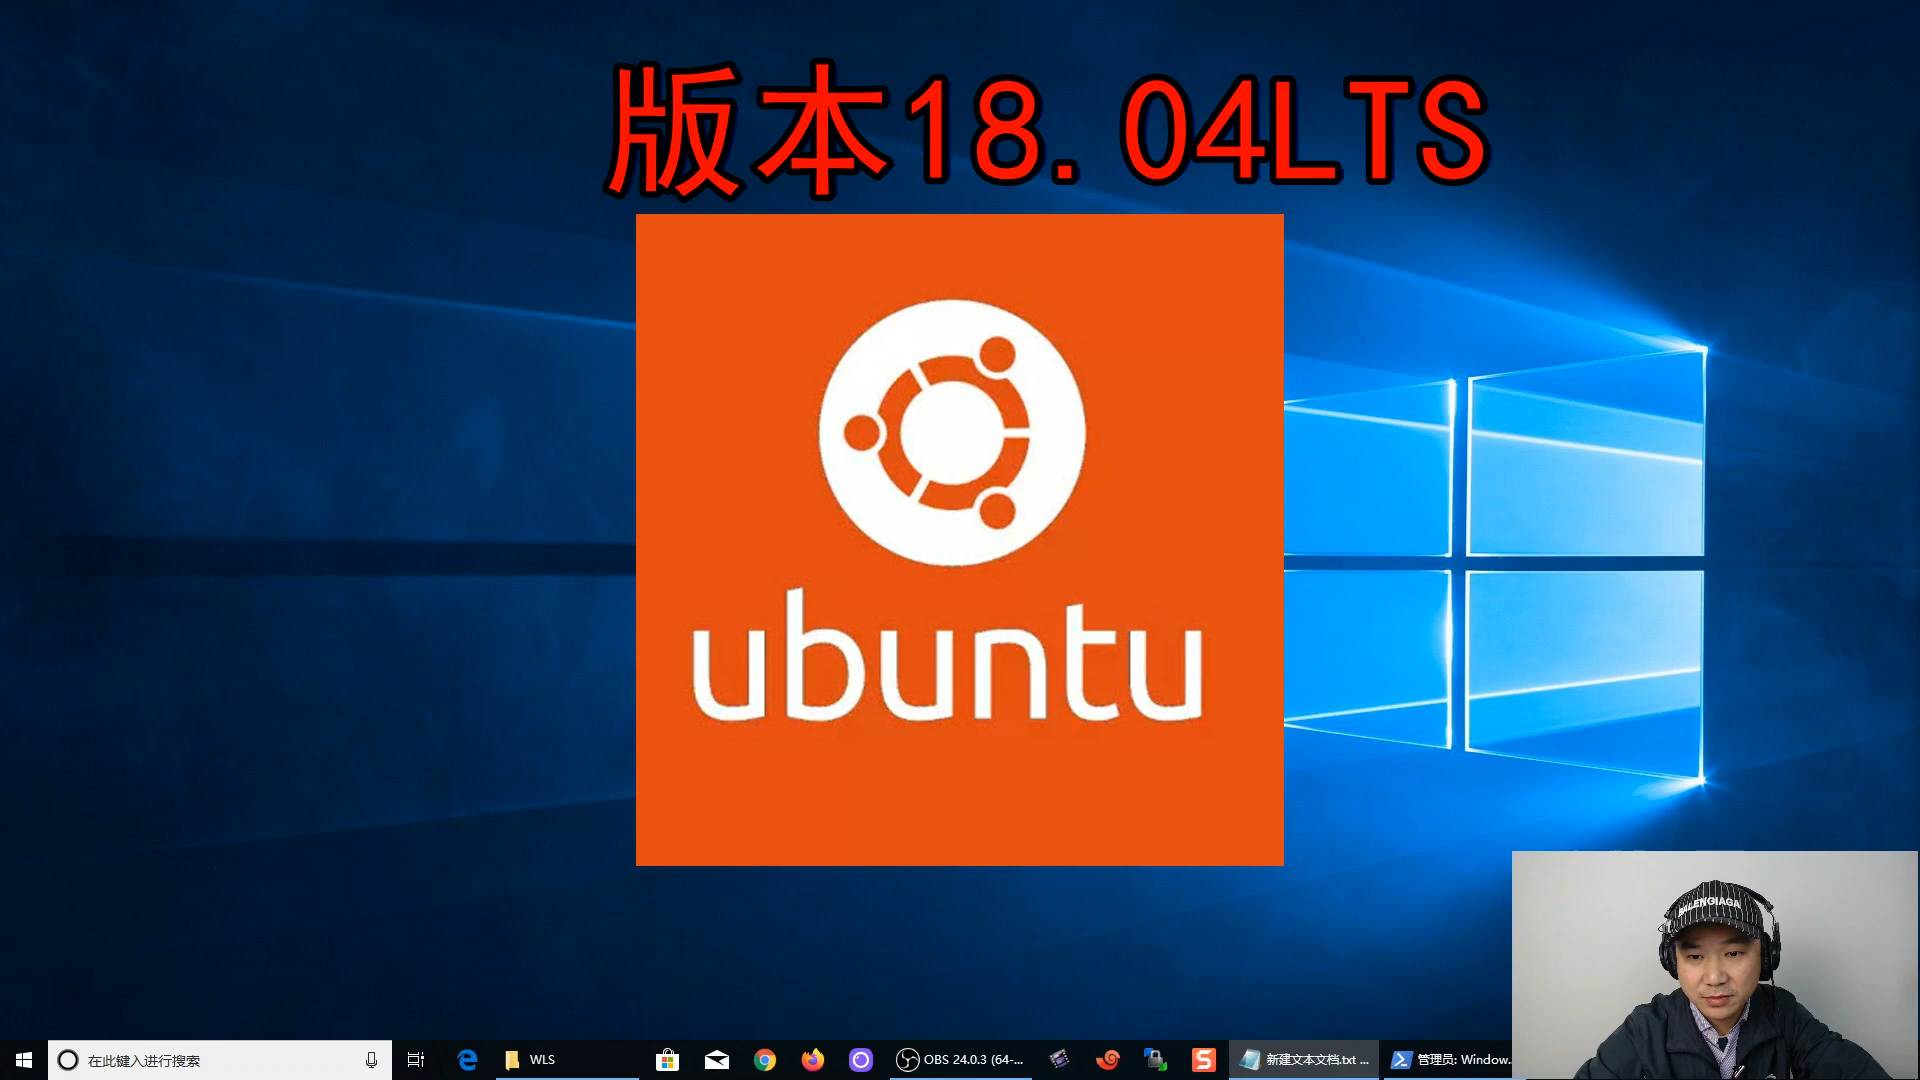 版本18.04LTS
ubuntu
BALENCIAGA
在此键入进行搜索
WLS
OBS 24.0.3 (64-...
新建文本文档.txt ...
管理员: Window...